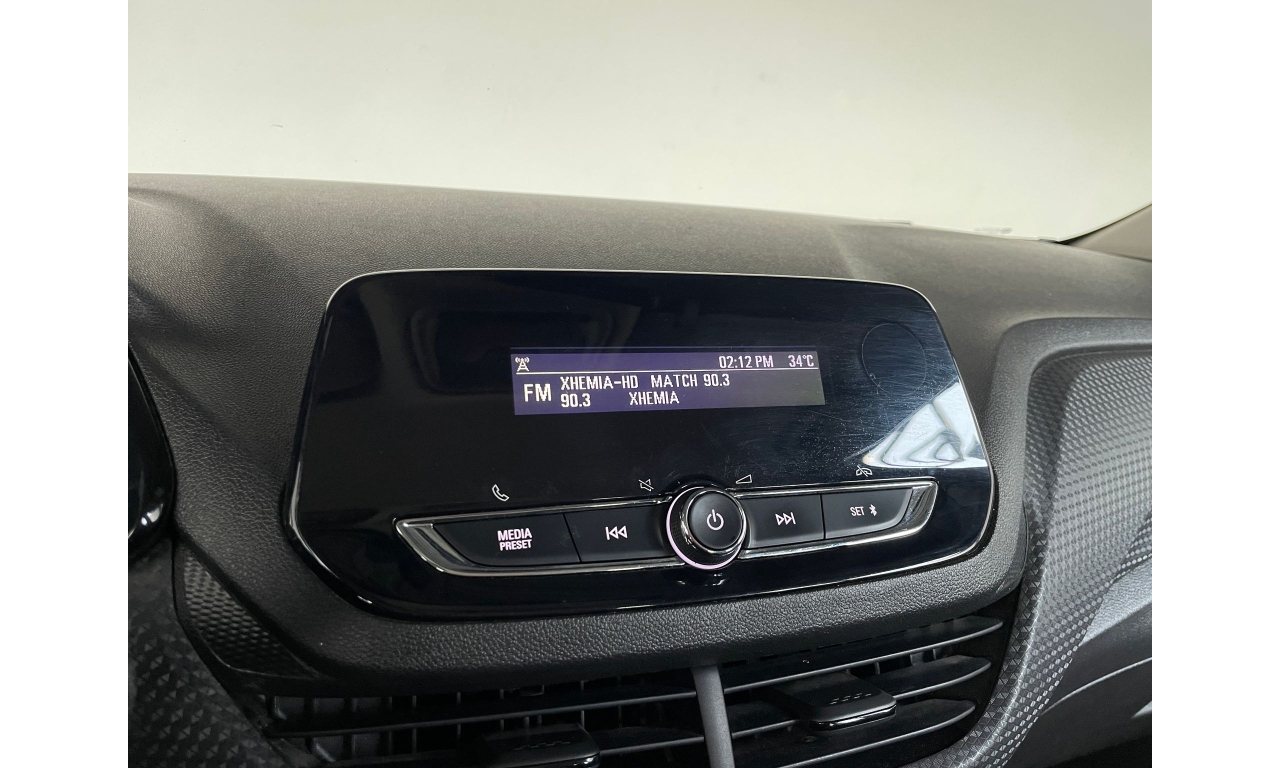 02:12 PM 34°C
FM XHEMIA-HD MATCH 90.3
90.3 XHEMIA
MEDIA
PRESET
SET